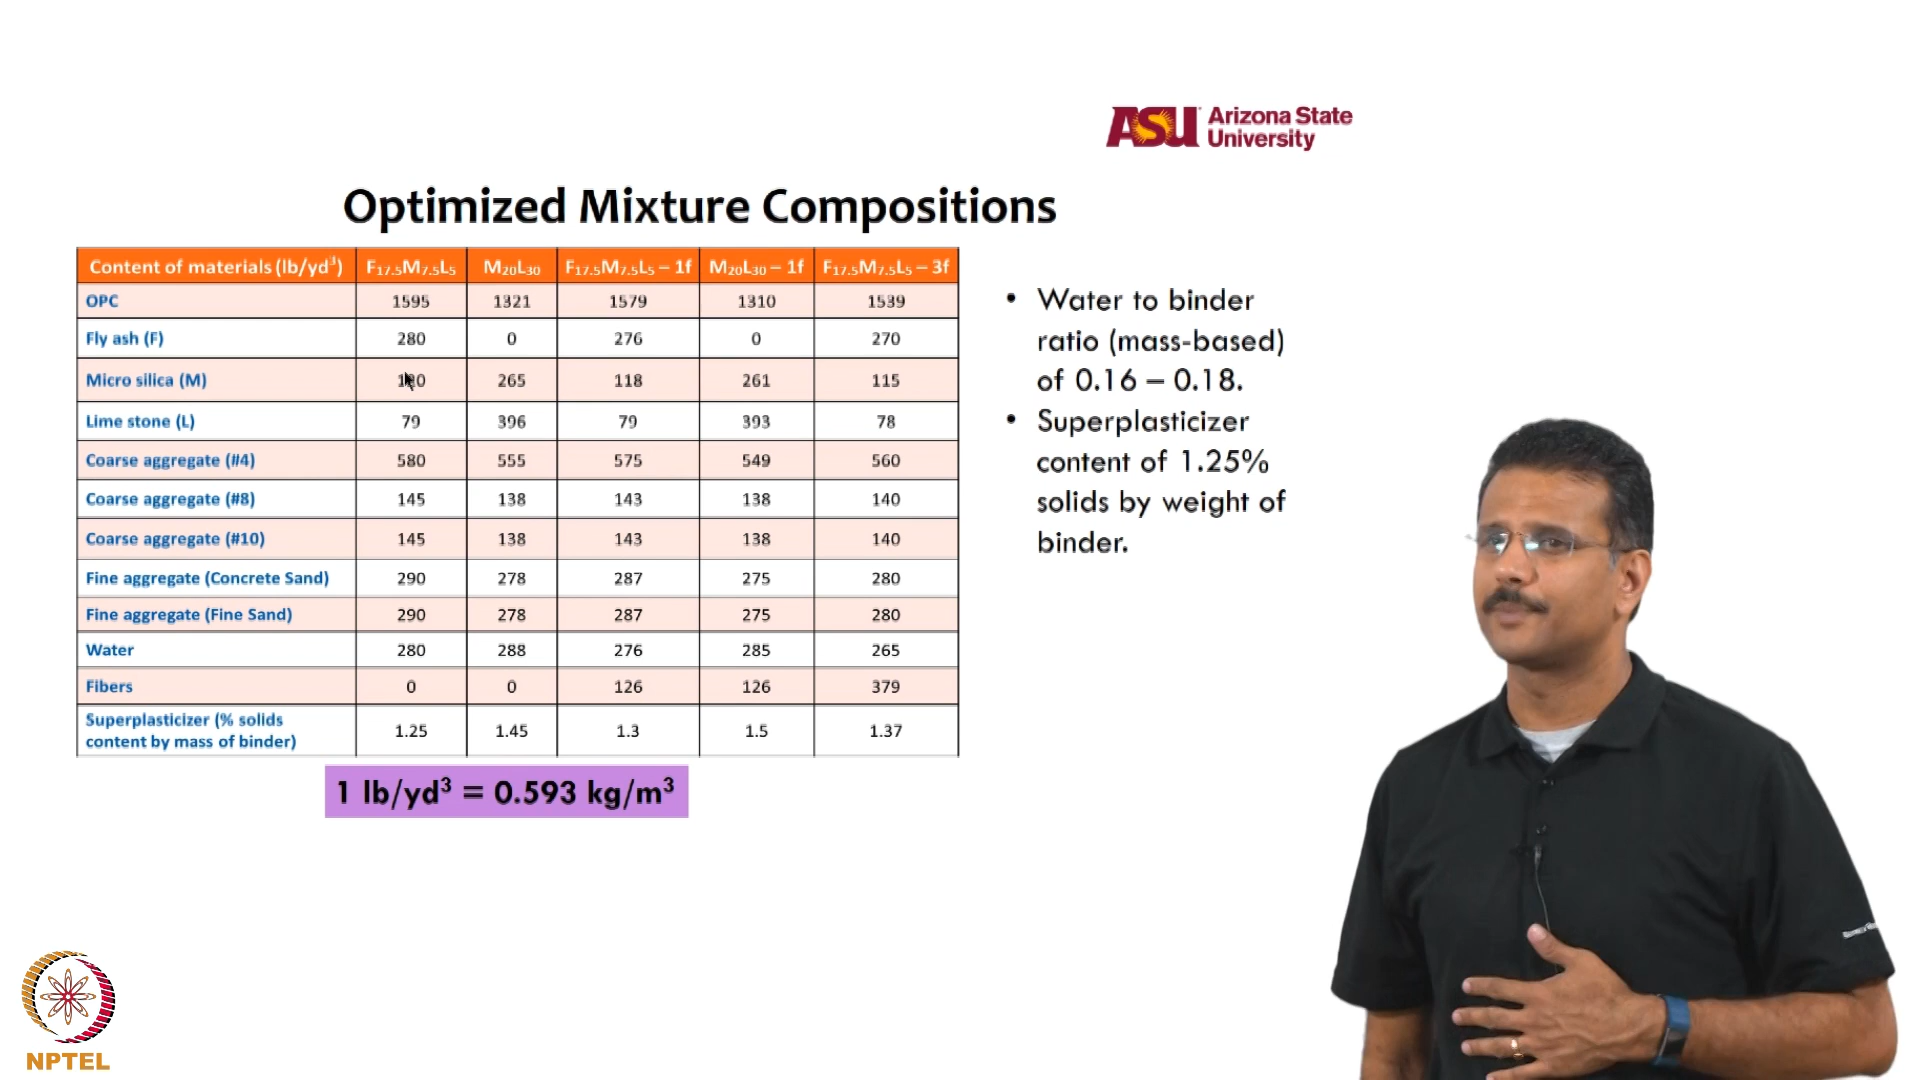 ASU Arizona State
University
Optimized Mixture Compositions
Content of materials (lb/yd³) F₁₇.₅M₇.₅L₅ M₂₀L₃₀ F₁₇.₅M₇.₅L₅ – 1f M₂₀L₃₀ – 1f F₁₇.₅M₇.₅L₅ – 3f
OPC 1595 1321 1579 1310 1539
Fly ash (F) 280 0 276 0 270
Micro silica (M) 265 118 261 115
Lime stone (L) 79 396 79 393 78
Coarse aggregate (#4) 580 555 575 549 560
Coarse aggregate (#8) 145 138 143 138 140
Coarse aggregate (#10) 145 138 143 138 140
Fine aggregate (Concrete Sand) 290 278 287 275 280
Fine aggregate (Fine Sand) 290 278 287 275 280
Water 280 288 276 285 265
Fibers 0 0 126 126 379
Superplasticizer (% solids
content by mass of binder) 1.25 1.45 1.3 1.5 1.37
1 lb/yd³ = 0.593 kg/m³
• Water to binder
ratio (mass-based)
of 0.16 – 0.18.
• Superplasticizer
content of 1.25%
solids by weight of
binder.
NPTEL